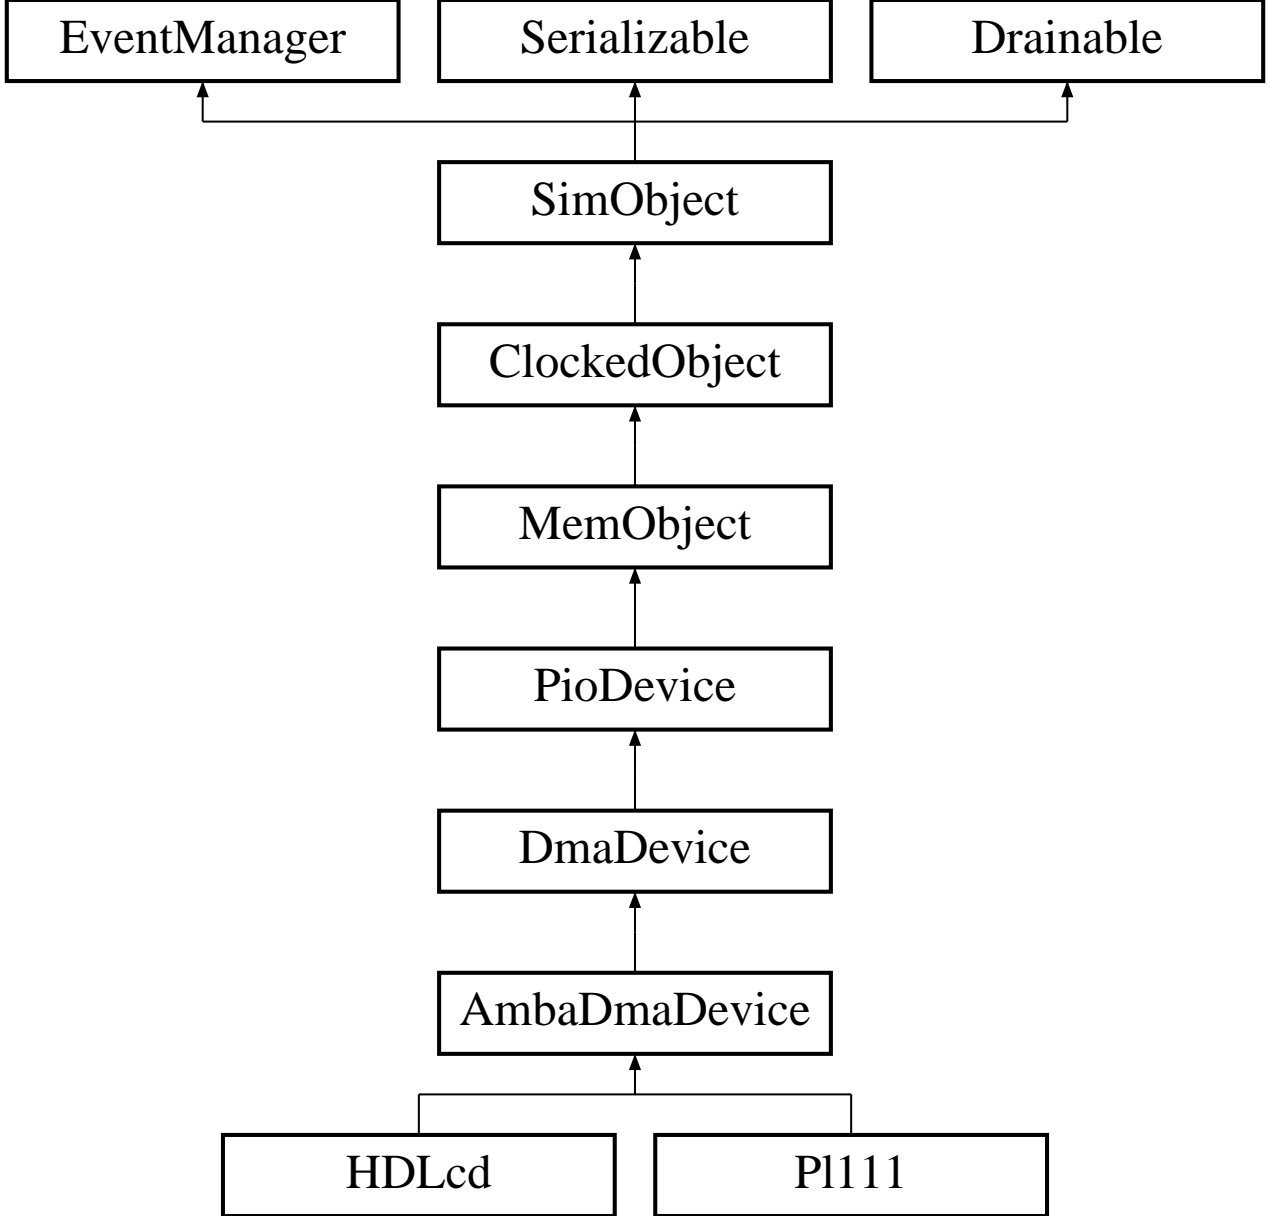 EventManager
Serializable
Drainable
SimObject
ClockedObject
MemObject
PioDevice
DmaDevice
AmbaDmaDevice
HDLcd
Pl111